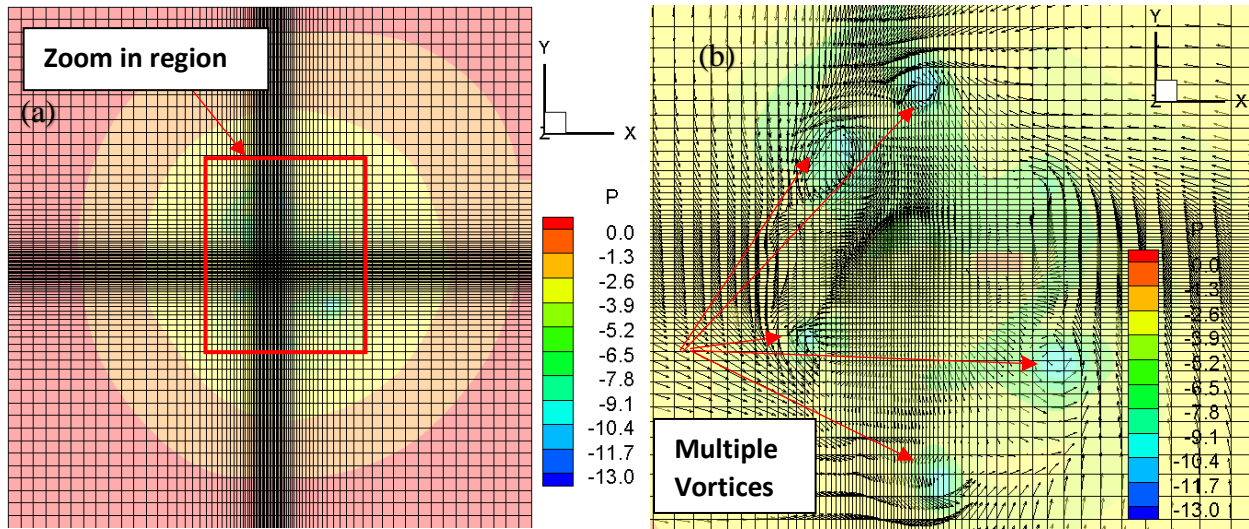 Zoom in region
(a)
Y
Z
X
P
0.0
-1.3
-2.6
-3.9
-5.2
-6.5
-7.8
-9.1
-10.4
-11.7
-13.0
(b)
Y
Z
X
P
0.0
-1.3
-2.6
-3.9
-5.2
-6.5
-7.8
-9.1
-10.4
-11.7
-13.0
Multiple
Vortices